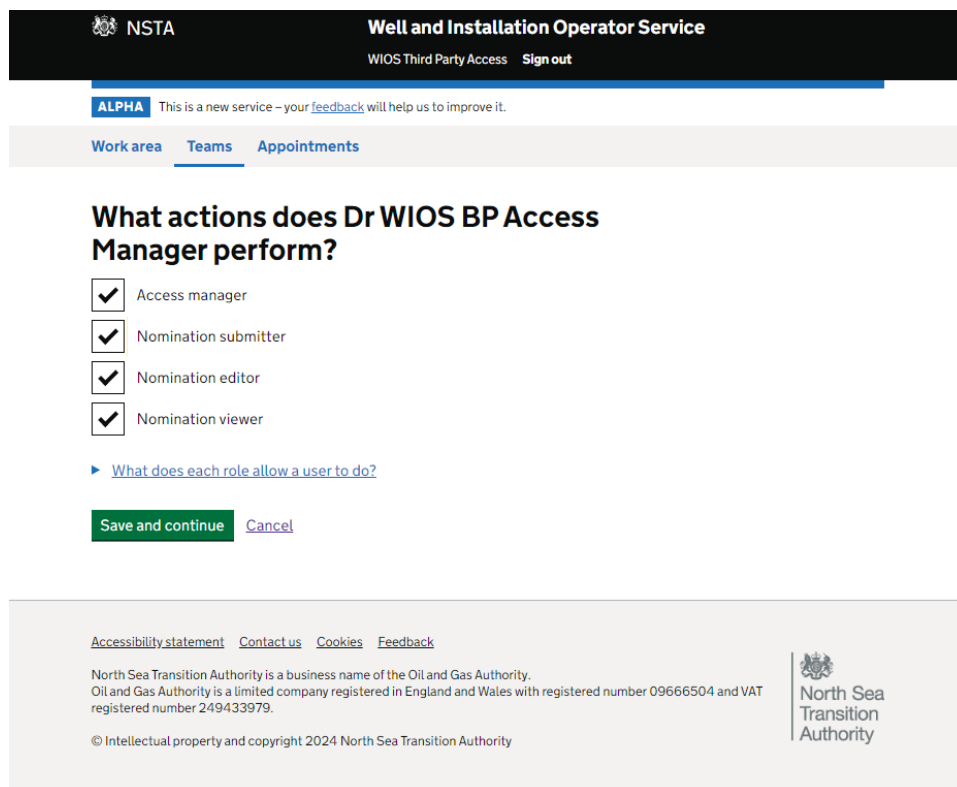 NSTA
Well and Installation Operator Service
WIOS Third Party Access Sign out
ALPHA This is a new service – your feedback will help us to improve it.
Work area Teams Appointments
What actions does Dr WIOS BP Access
Manager perform?
Access manager
Nomination submitter
Nomination editor
Nomination viewer
What does each role allow a user to do?
Save and continue Cancel
Accessibility statement Contact us Cookies Feedback
North Sea Transition Authority is a business name of the Oil and Gas Authority.
Oil and Gas Authority is a limited company registered in England and Wales with registered number 09666504 and VAT
registered number 249433979.
© Intellectual property and copyright 2024 North Sea Transition Authority
North Sea
Transition
Authority